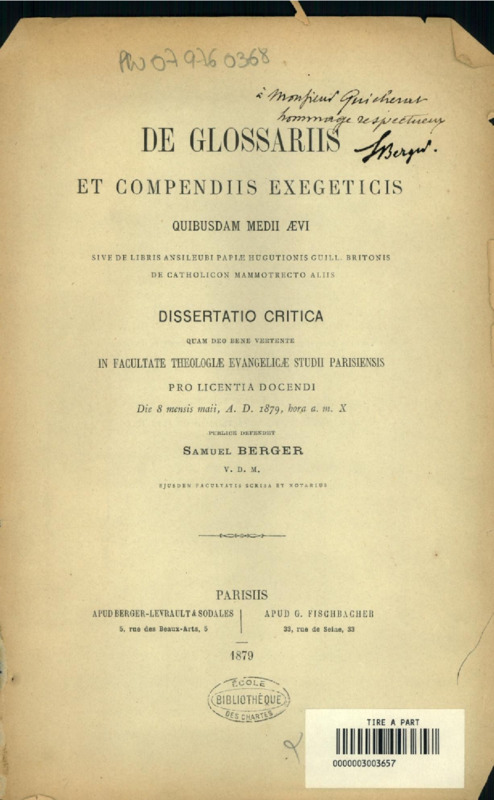 PIW 07 976 0368
à Monsieur Quicherat
hommage respectueux
SBerger.
DE GLOSSARIIS
ET COMPENDIIS EXEGETICIS
QUIBUSDAM MEDII ÆVI
SIVE DE LIBRIS ANSILEUBI PAPIÆ HUGUTIONIS GUILL. BRITONIS
DE CATHOLICON MAMMOTRECTO ALIIS
DISSERTATIO CRITICA
QUAM DEO BENE VERTENTE
IN FACULTATE THEOLOGIÆ EVANGELICÆ STUDII PARISIENSIS
PRO LICENTIA DOCENDI
Die 8 mensis maii, A. D. 1879, hora a. m. X
PUBLICE DEFENDET
SAMUEL BERGER
V. D. M.
EJUSDEM FACULTATIS SCRIBA ET NOTARIUS
PARISIIS
APUD BERGER-LEVRAULT & SODALES
5, rue des Beaux-Arts, 5
APUD G. FISCHBACHER
33, rue de Seine, 33
1879
ÉCOLE
BIBLIOTHÈQUE
DES CHARTES
TIRE A PART
0000003003657